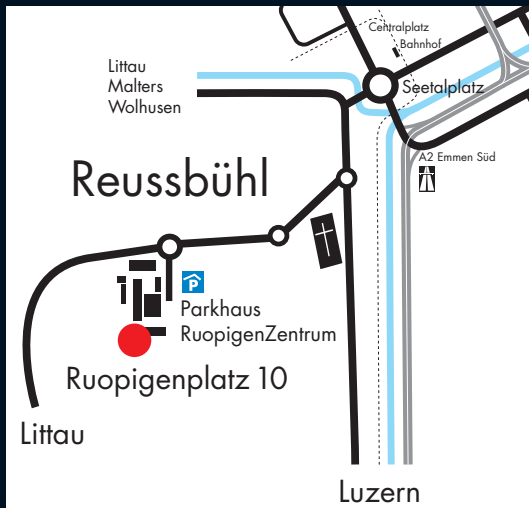 Centralplatz
Bahnhof
Littau
Malters
Wolhusen
Seetalplatz
A2 Emmen Süd
Reussbühl
P
Parkhaus
RuopigenZentrum
Ruopigenplatz 10
Littau
Luzern